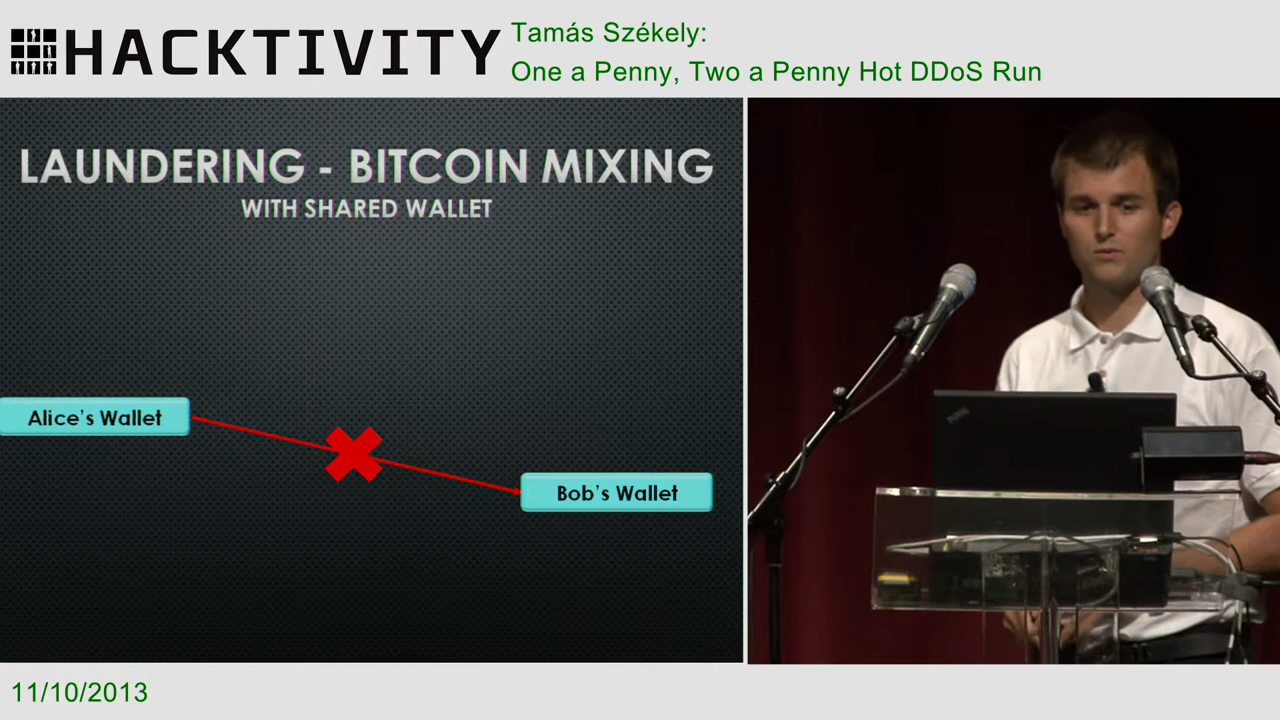 HACKTIVITY
Tamás Székely:
One a Penny, Two a Penny Hot DDoS Run
LAUNDERING - BITCOIN MIXING
WITH SHARED WALLET
Alice's Wallet
Bob's Wallet
11/10/2013